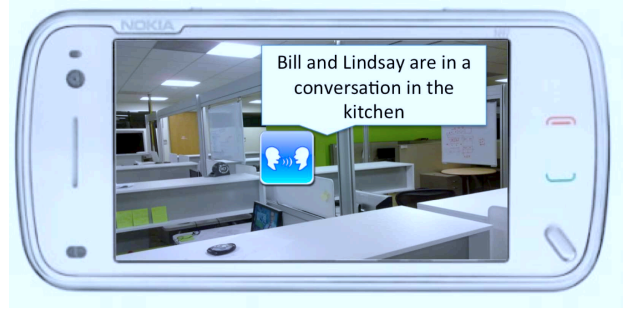 NOKIA
Bill and Lindsay are in a
conversation in the
kitchen